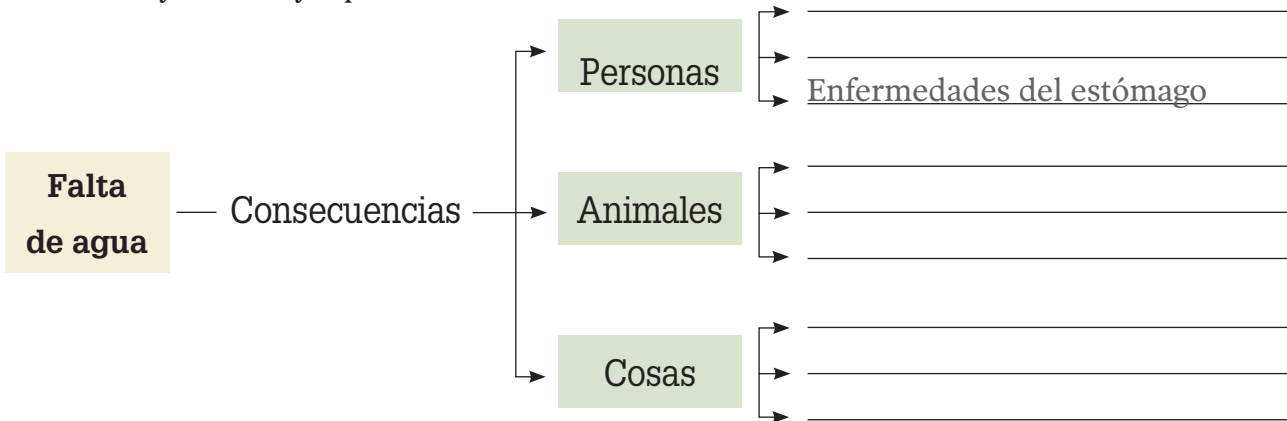 Personas
Enfermedades del estómago
Falta
de agua
Consecuencias
Animales
Cosas